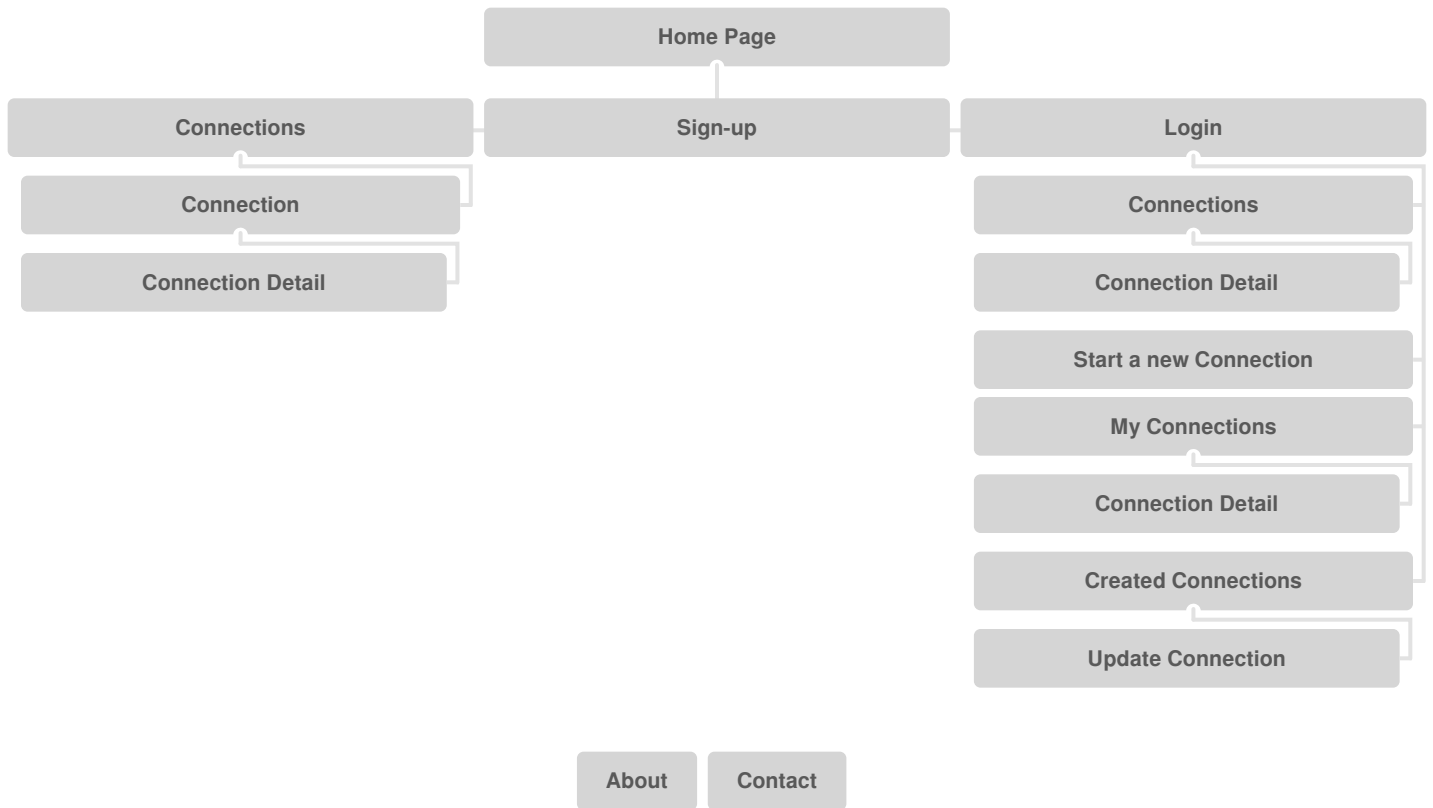 Home Page
Connections
Sign-up
Login
Connection
Connection Detail
Connections
Connection Detail
Start a new Connection
My Connections
Connection Detail
Created Connections
Update Connection
About
Contact